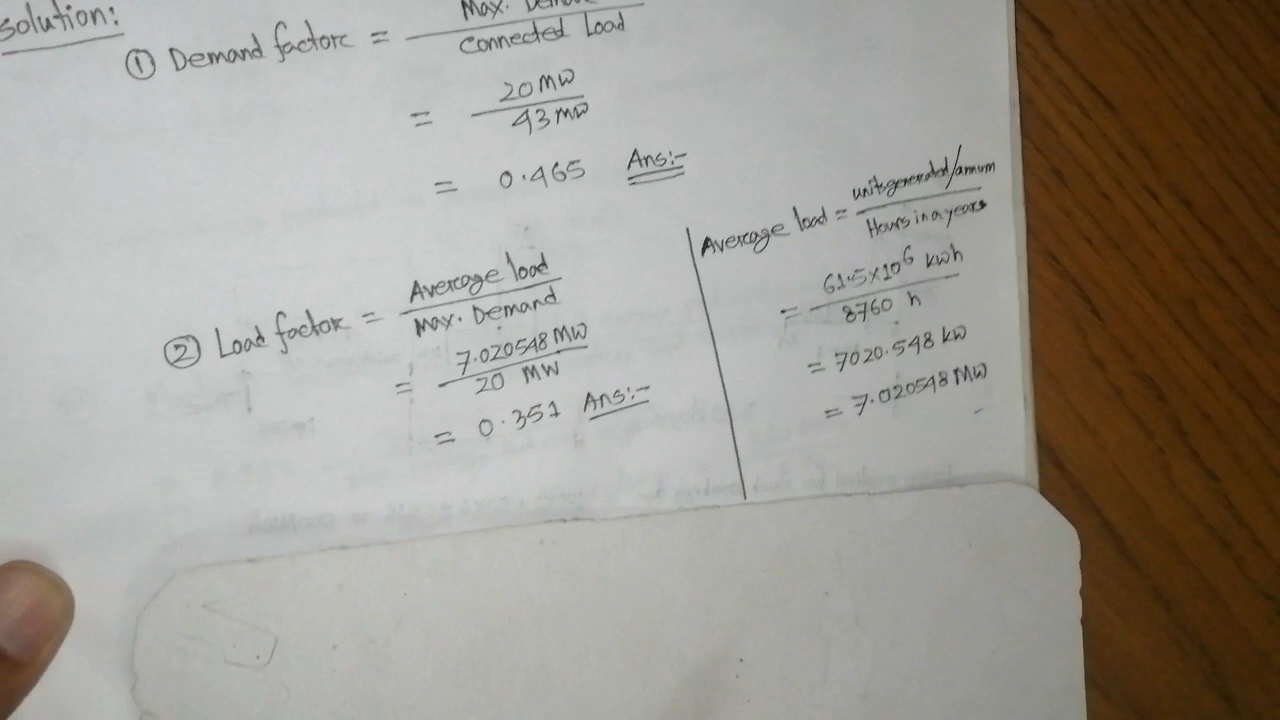 solution:
Max. Demand
① Demand factor =
Connected Load
= 20 MW
43 MW
= 0.465 Ans:-
② Load factor = Average load
Max. Demand
= 7.020548 MW
20 MW
= 0.351 Ans:-
Average load = units generated/annum
Hours in a years
= 61.5×10⁶ kwh
8760 h
= 7020.548 kw
= 7.020548 MW